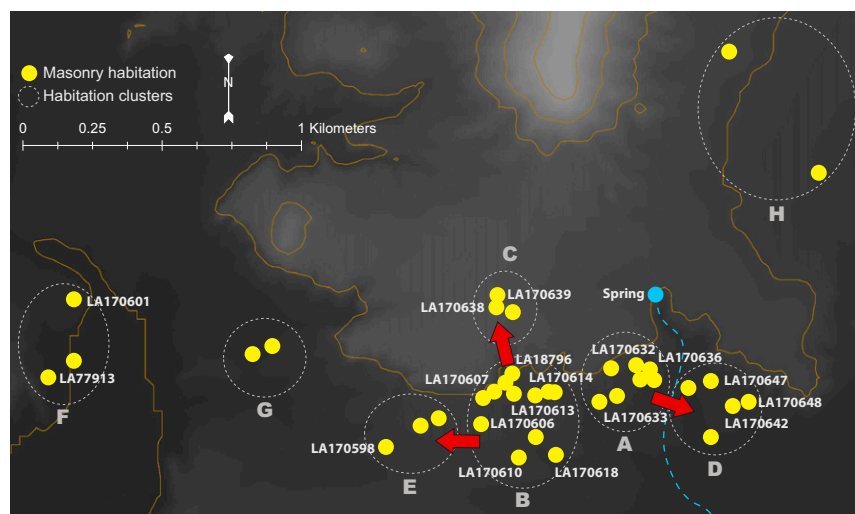 Masonry habitation
Habitation clusters
N
0 0.25 0.5 1 Kilometers
H
C
LA170639
LA170638
Spring
LA170601
LA18796
LA170632
LA170636
LA170607
LA170614
LA170647
LA77913
LA170613
LA170633
LA170648
F
G
LA170606
LA170642
A
LA170598
LA170610
LA170618
D
E
B